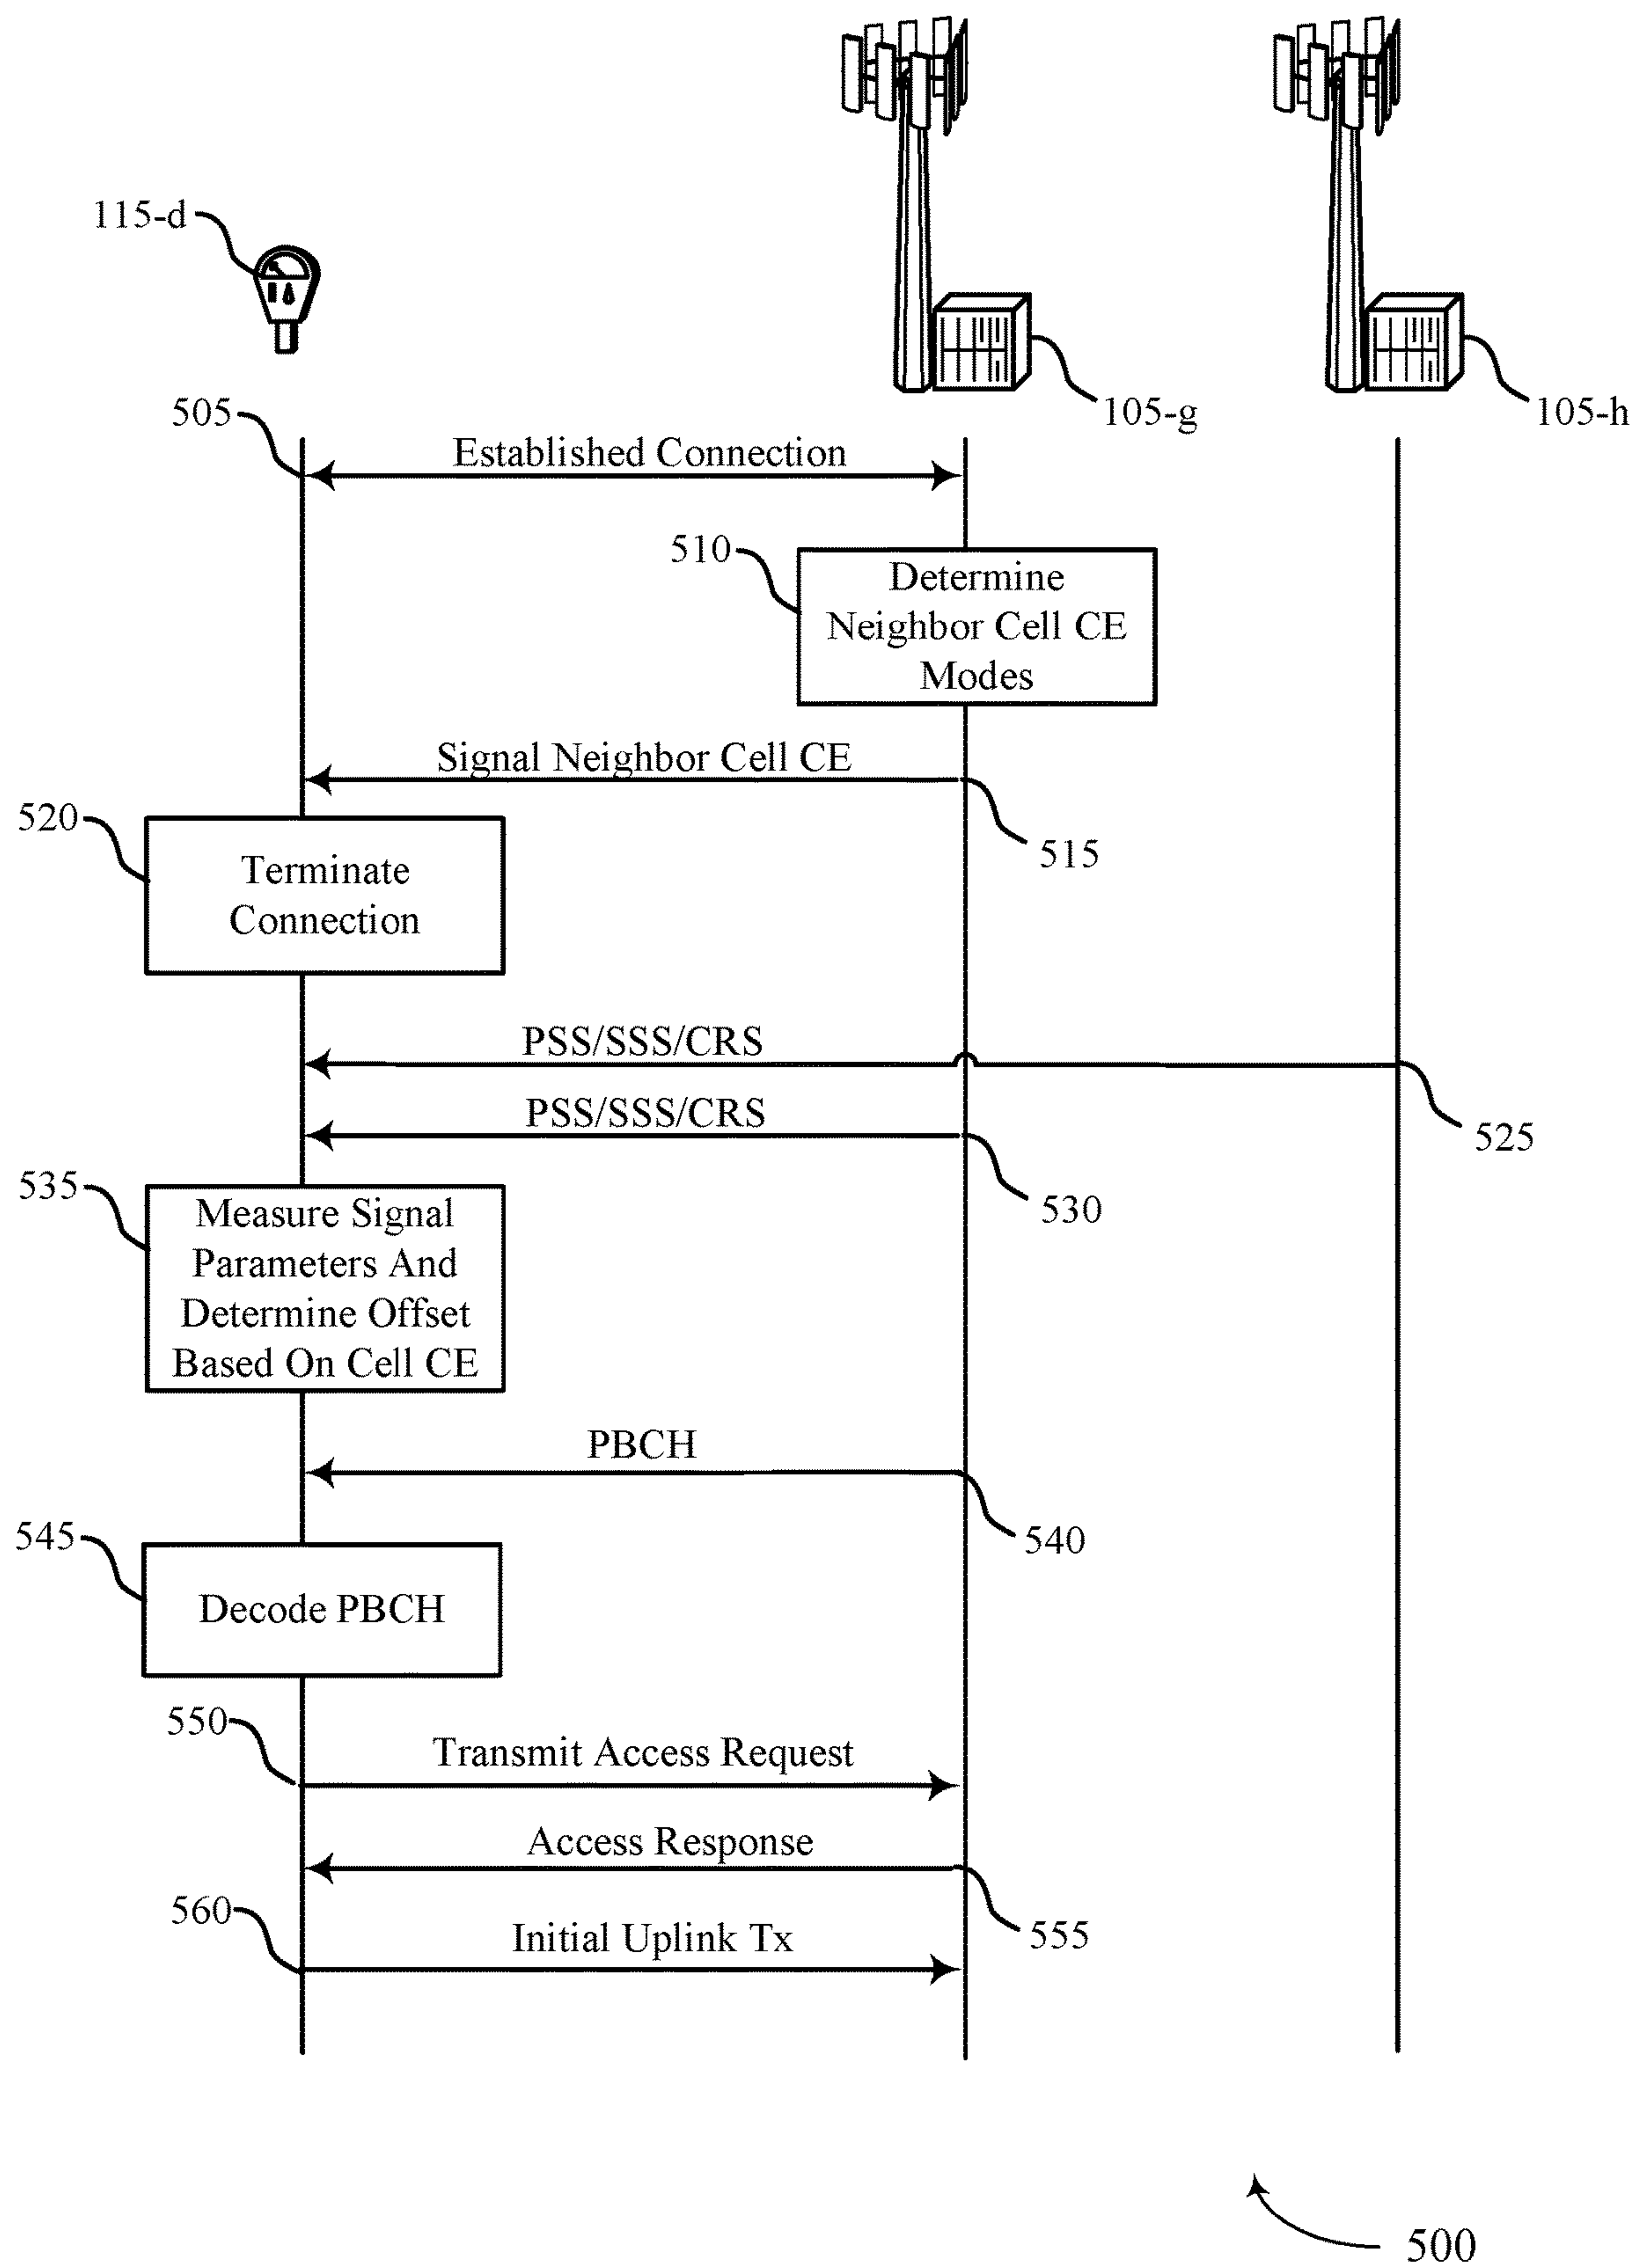 115-d
105-g
105-h
505
Established Connection
510
Determine
Neighbor Cell CE
Modes
Signal Neighbor Cell CE
515
520
Terminate
Connection
PSS/SSS/CRS
525
PSS/SSS/CRS
530
535
Measure Signal
Parameters And
Determine Offset
Based On Cell CE
PBCH
540
545
Decode PBCH
550
Transmit Access Request
Access Response
555
560
Initial Uplink Tx
500